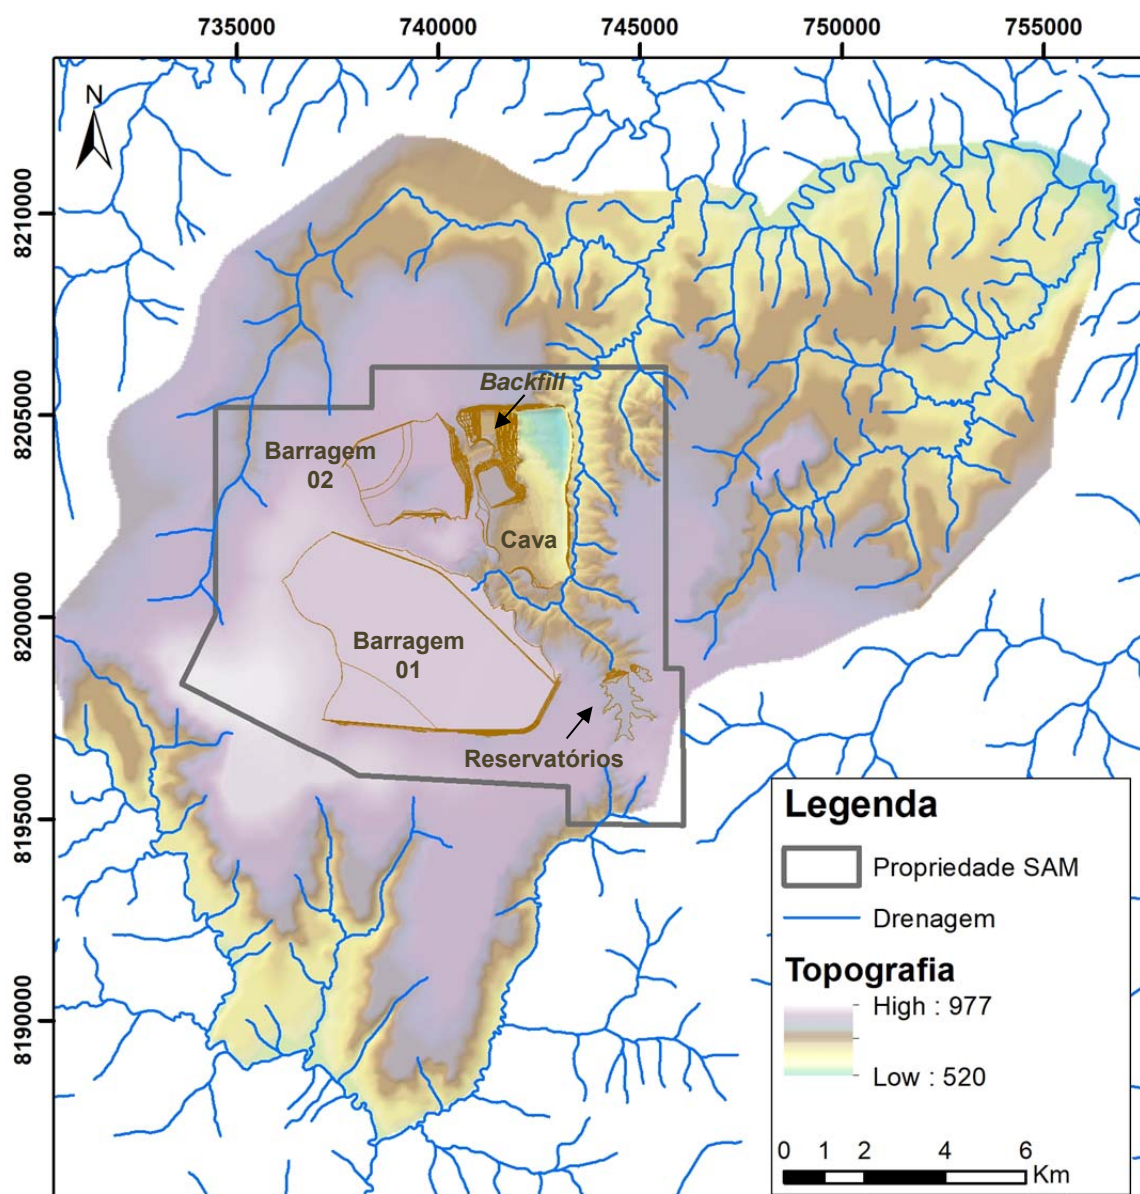 735000 740000 745000 750000 755000
N
8210000
8205000
8200000
8195000
8190000
Backfill
Barragem
02
Cava
Barragem
01
Reservatórios
Legenda
Propriedade SAM
Drenagem
Topografia
High : 977
Low : 520
0 1 2 4 6
Km